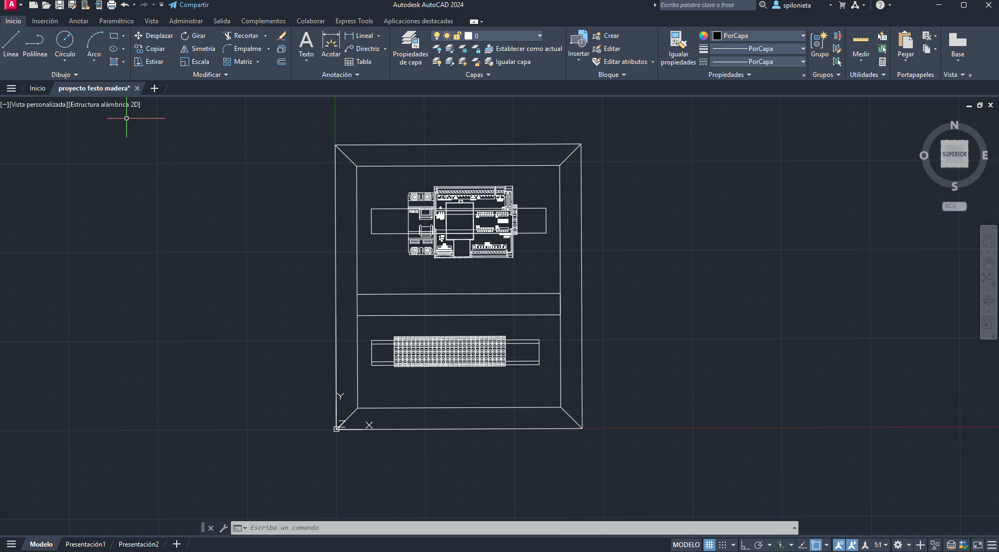 A
Compartir
Autodesk AutoCAD 2024
Escriba palabra clave o frase
spilonieta
Inicio Inserción Anotar Paramétrico Vista Administrar Salida Complementos Colaborar Express Tools Aplicaciones destacadas
Línea Polilínea Círculo Arco
Desplazar Girar Recortar
Copiar Simetría Empalme
Estirar Escala Matriz
Texto Acotar
Lineal
Directriz
Tabla
Propiedades de capa
0
Establecer como actual
Igualar capa
Insertar
Crear
Editar
Editar atributos
Igualar propiedades
PorCapa
PorCapa
PorCapa
Grupo
Medir
Pegar
Base
Dibujo Modificar Anotación Capas Bloque Propiedades Grupos Utilidades Portapapeles Vista
Inicio proyecto festo madera*
[−][Vista personalizada][Estructura alámbrica 2D]
N
O SUPERIOR E
S
SCU
Y
X
Escriba un comando
Modelo Presentación1 Presentación2
MODELO
1:1